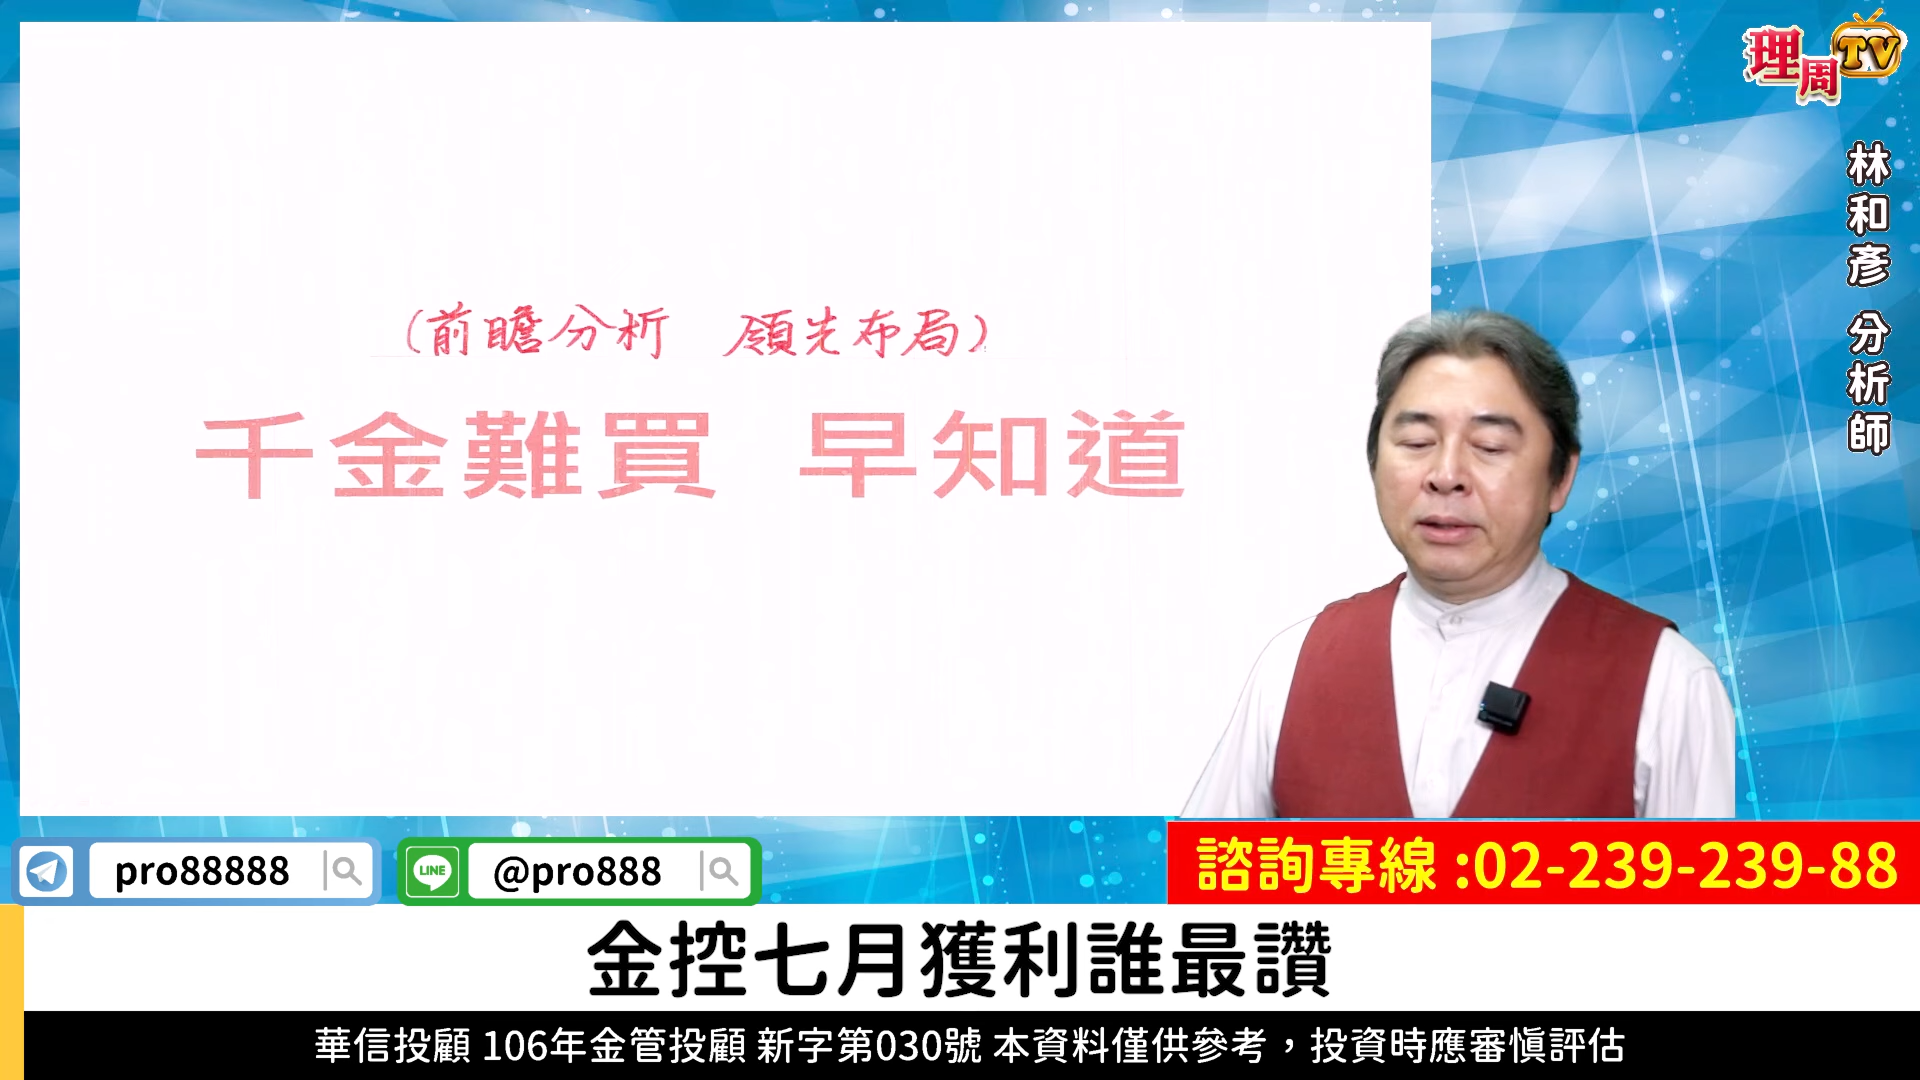 理周TV
林和彥 分析師
(前瞻分析 領先布局)
千金難買 早知道
pro88888
LINE
@pro888
諮詢專線 :02-239-239-88
金控七月獲利誰最讚
華信投顧 106年金管投顧 新字第030號 本資料僅供參考,投資時應審慎評估